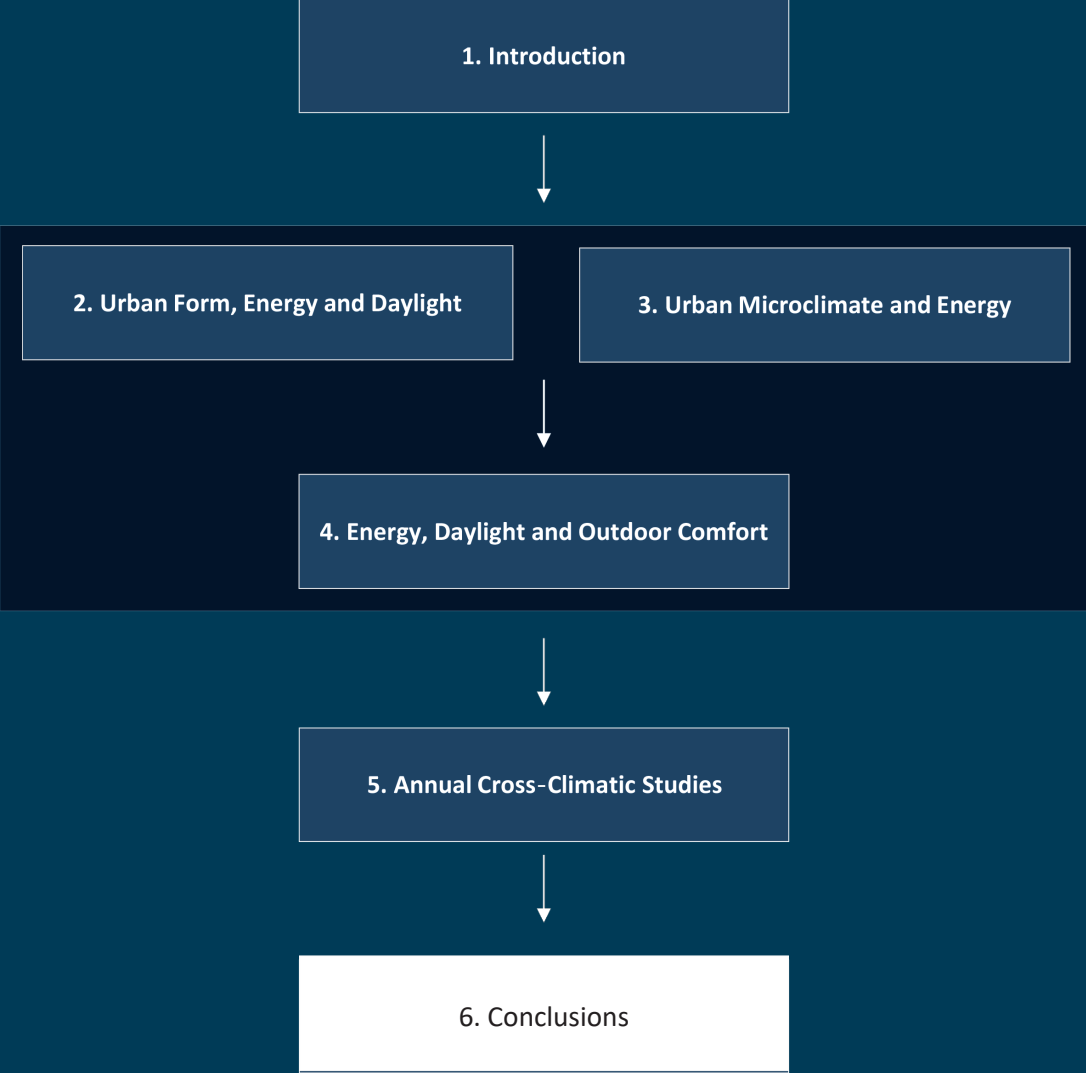 1. Introduction
2. Urban Form, Energy and Daylight
3. Urban Microclimate and Energy
4. Energy, Daylight and Outdoor Comfort
5. Annual Cross-Climatic Studies
6. Conclusions